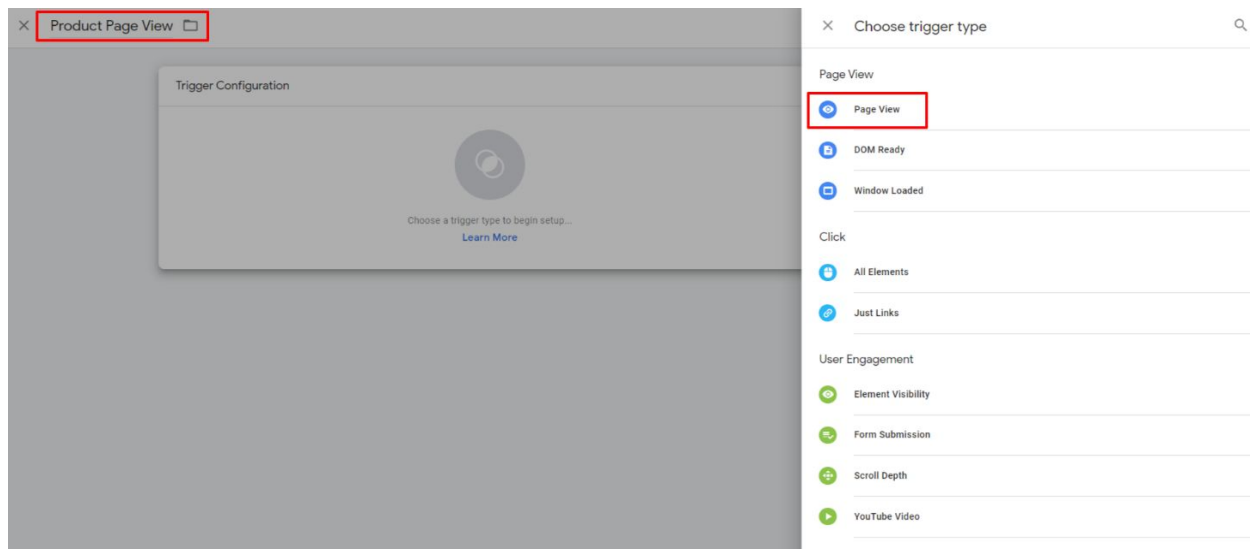 Product Page View
Trigger Configuration
Choose a trigger type to begin setup...
Learn More
Choose trigger type
Page View
Page View
DOM Ready
Window Loaded
Click
All Elements
Just Links
User Engagement
Element Visibility
Form Submission
Scroll Depth
YouTube Video